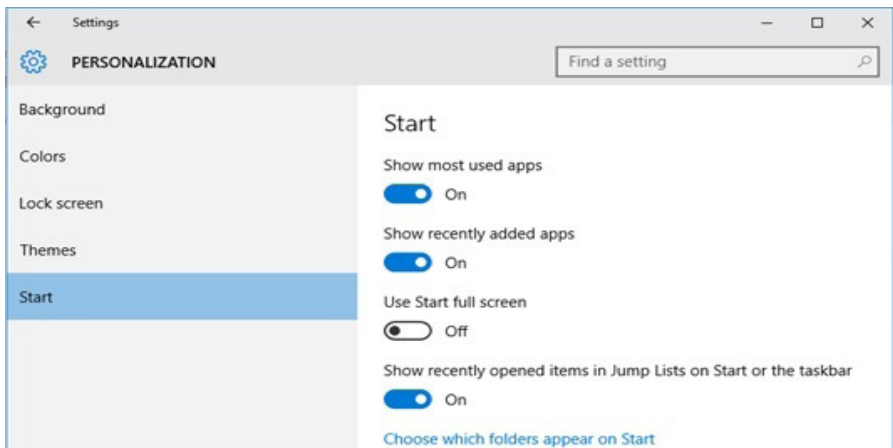 Settings
PERSONALIZATION
Find a setting
Background
Colors
Lock screen
Themes
Start
Start
Show most used apps
On
Show recently added apps
On
Use Start full screen
Off
Show recently opened items in Jump Lists on Start or the taskbar
On
Choose which folders appear on Start